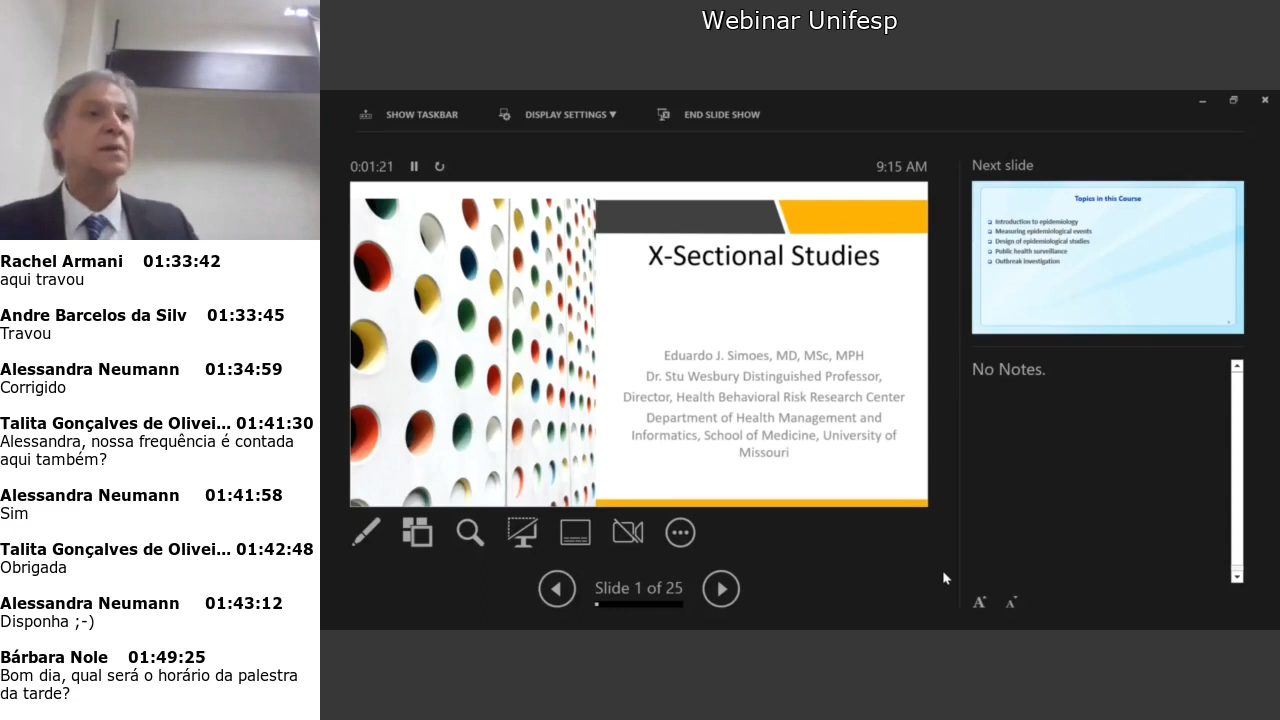 Webinar Unifesp
SHOW TASKBAR
DISPLAY SETTINGS ▼
END SLIDE SHOW
0:01:21
9:15 AM
X-Sectional Studies
Eduardo J. Simoes, MD, MSc, MPH
Dr. Stu Wesbury Distinguished Professor,
Director, Health Behavioral Risk Research Center
Department of Health Management and
Informatics, School of Medicine, University of
Missouri
Slide 1 of 25
Next slide
Topics in this Course
Introduction to epidemiology
Measuring epidemiological events
Design of epidemiological studies
Public health surveillance
Outbreak investigation
No Notes.
A A
Rachel Armani 01:33:42
aqui travou
Andre Barcelos da Silv 01:33:45
Travou
Alessandra Neumann 01:34:59
Corrigido
Talita Gonçalves de Olivei... 01:41:30
Alessandra, nossa frequência é contada
aqui também?
Alessandra Neumann 01:41:58
Sim
Talita Gonçalves de Olivei... 01:42:48
Obrigada
Alessandra Neumann 01:43:12
Disponha ;-)
Bárbara Nole 01:49:25
Bom dia, qual será o horário da palestra
da tarde?